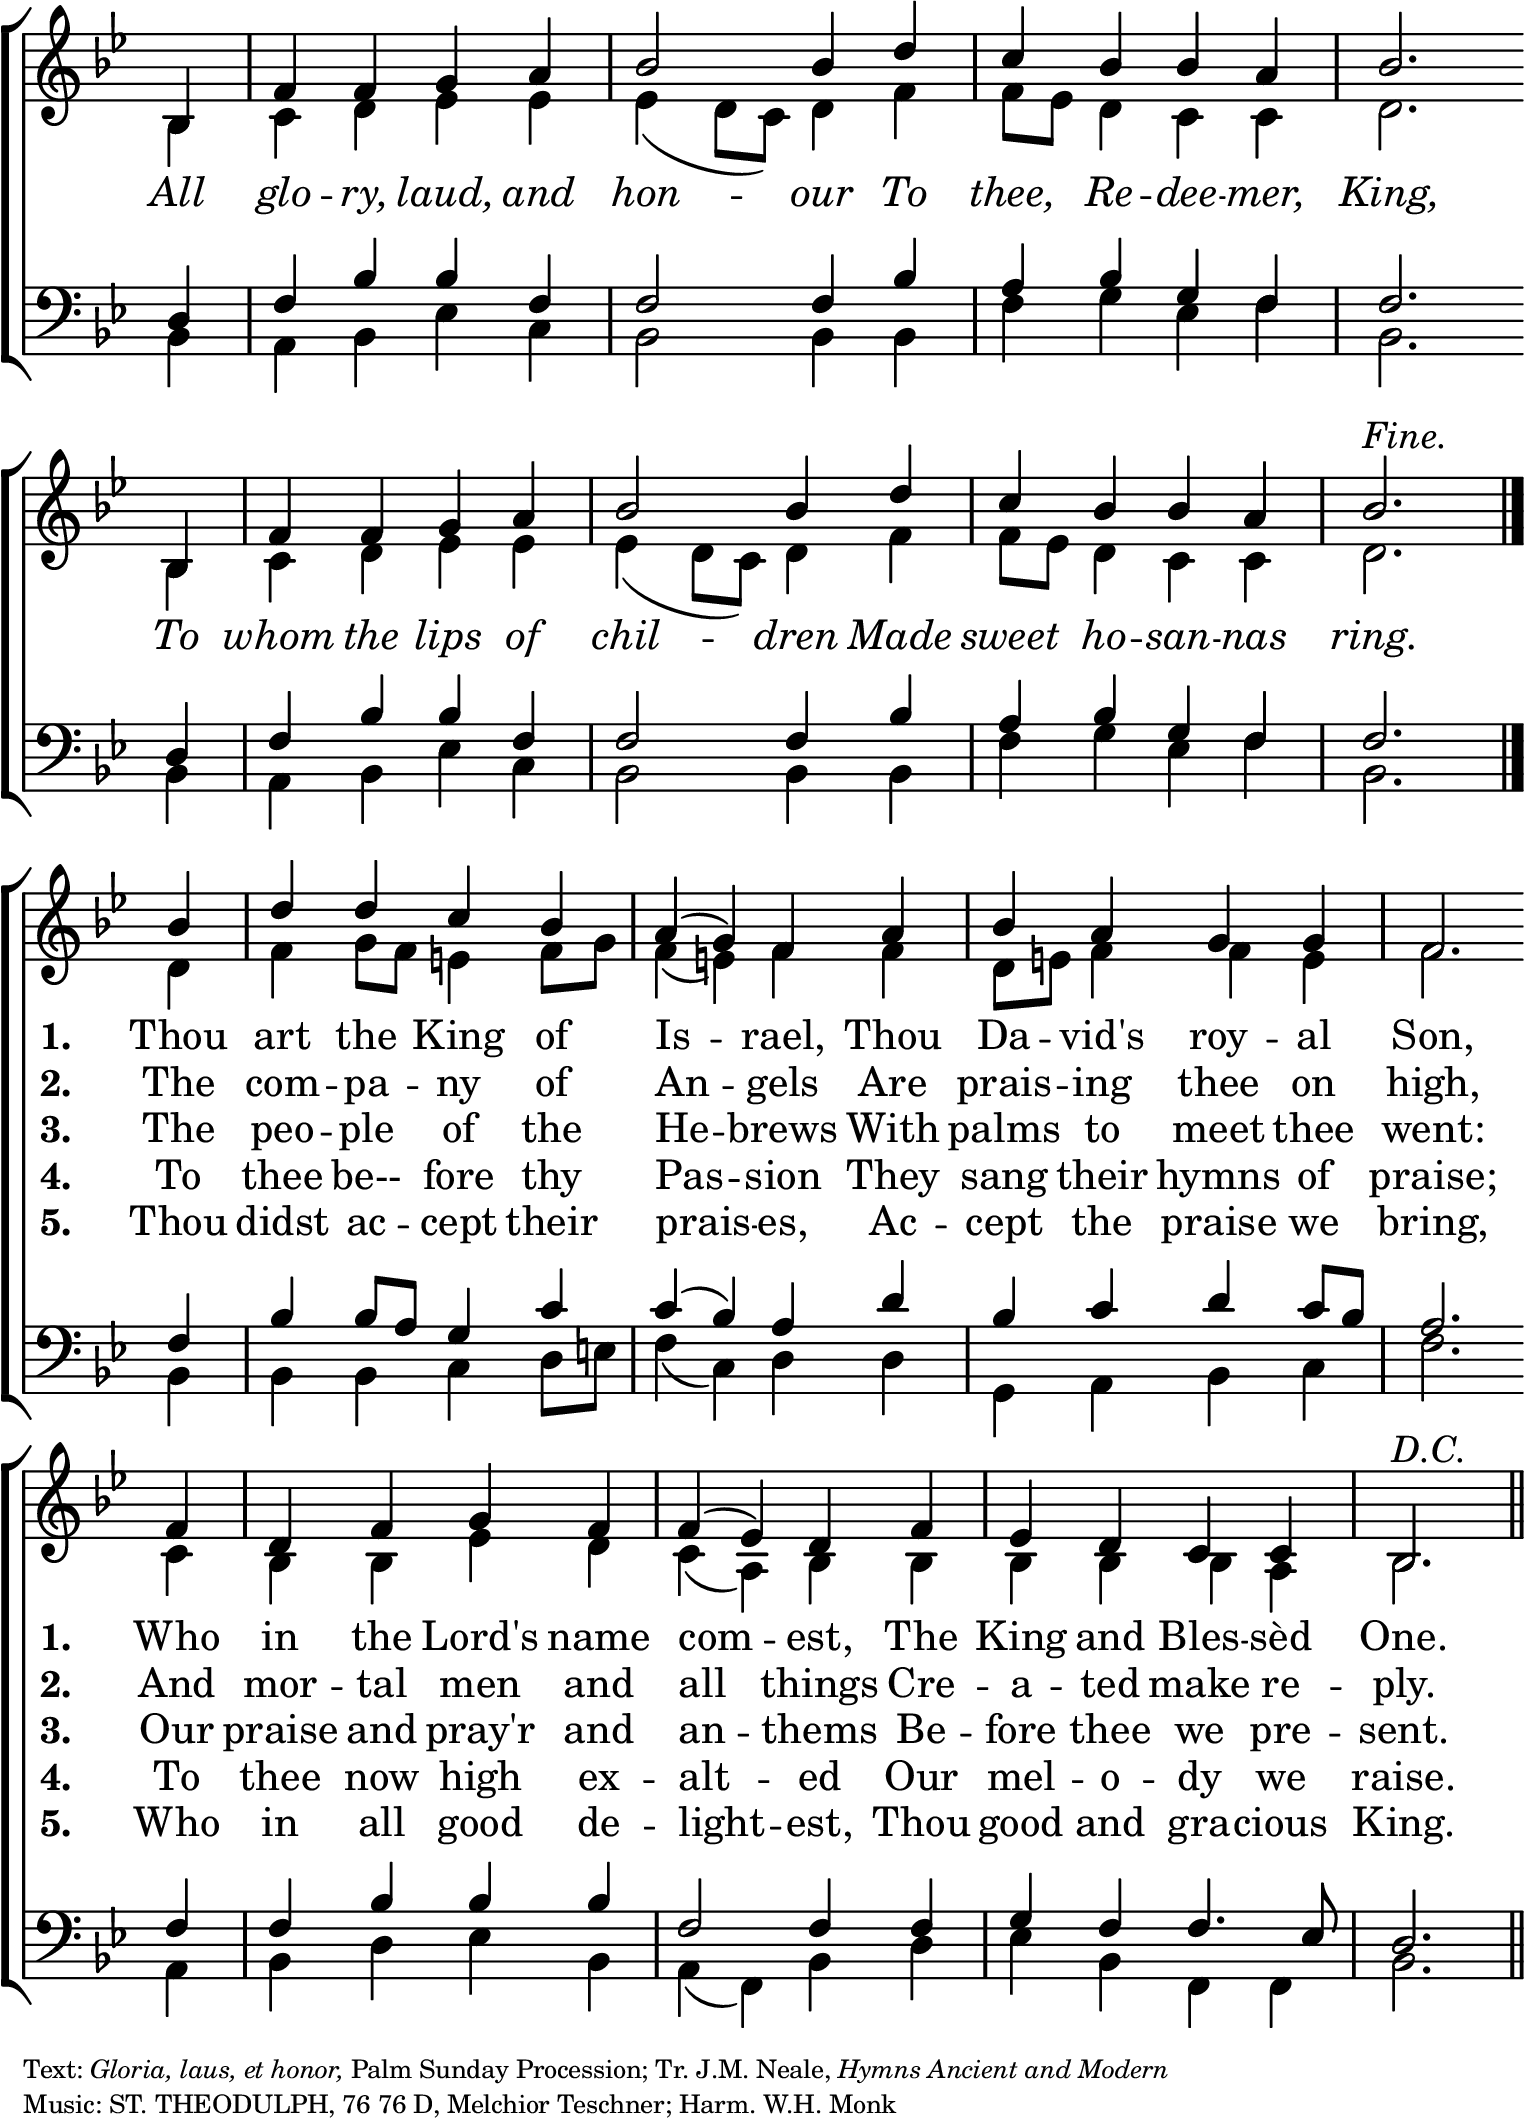 All glo - ry, laud, and hon - our To thee, Re - dee - mer, King,
Fine.
To whom the lips of chil - dren Made sweet ho - san - nas ring.
1. Thou art the King of Is - rael, Thou Da - vid's roy - al Son,
2. The com - pa - ny of An - gels Are prais - ing thee on high,
3. The peo - ple of the He - brews With palms to meet thee went:
4. To thee be-- fore thy Pas - sion They sang their hymns of praise;
5. Thou didst ac - cept their prais - es, Ac - cept the praise we bring,
D.C.
1. Who in the Lord's name com - est, The King and Bles - sèd One.
2. And mor - tal men and all things Cre - a - ted make re - ply.
3. Our praise and pray'r and an - thems Be - fore thee we pre - sent.
4. To thee now high ex - alt - ed Our mel - o - dy we raise.
5. Who in all good de - light - est, Thou good and gra - cious King.
Text: Gloria, laus, et honor, Palm Sunday Procession; Tr. J.M. Neale, Hymns Ancient and Modern
Music: ST. THEODULPH, 76 76 D, Melchior Teschner; Harm. W.H. Monk